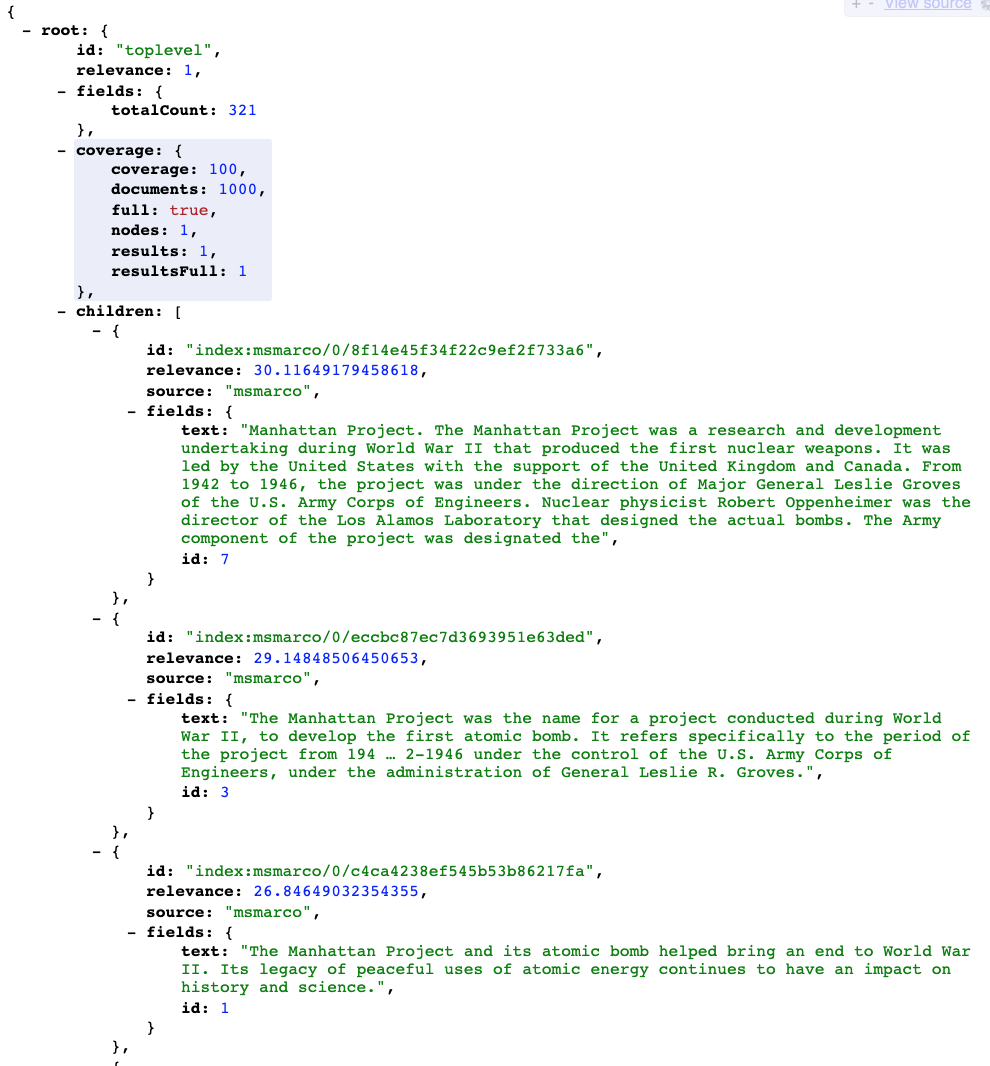 + - View source
{
- root: {
id: "toplevel",
relevance: 1,
- fields: {
totalCount: 321
},
- coverage: {
coverage: 100,
documents: 1000,
full: true,
nodes: 1,
results: 1,
resultsFull: 1
},
- children: [
- {
id: "index:msmarco/0/8f14e45f34f22c9ef2f733a6",
relevance: 30.11649179458618,
source: "msmarco",
- fields: {
text: "Manhattan Project. The Manhattan Project was a research and development
undertaking during World War II that produced the first nuclear weapons. It was
led by the United States with the support of the United Kingdom and Canada. From
1942 to 1946, the project was under the direction of Major General Leslie Groves
of the U.S. Army Corps of Engineers. Nuclear physicist Robert Oppenheimer was the
director of the Los Alamos Laboratory that designed the actual bombs. The Army
component of the project was designated the",
id: 7
}
},
- {
id: "index:msmarco/0/eccbc87ec7d3693951e63ded",
relevance: 29.14848506450653,
source: "msmarco",
- fields: {
text: "The Manhattan Project was the name for a project conducted during World
War II, to develop the first atomic bomb. It refers specifically to the period of
the project from 194 … 2-1946 under the control of the U.S. Army Corps of
Engineers, under the administration of General Leslie R. Groves.",
id: 3
}
},
- {
id: "index:msmarco/0/c4ca4238ef545b53b86217fa",
relevance: 26.84649032354355,
source: "msmarco",
- fields: {
text: "The Manhattan Project and its atomic bomb helped bring an end to World War
II. Its legacy of peaceful uses of atomic energy continues to have an impact on
history and science.",
id: 1
}
},
{